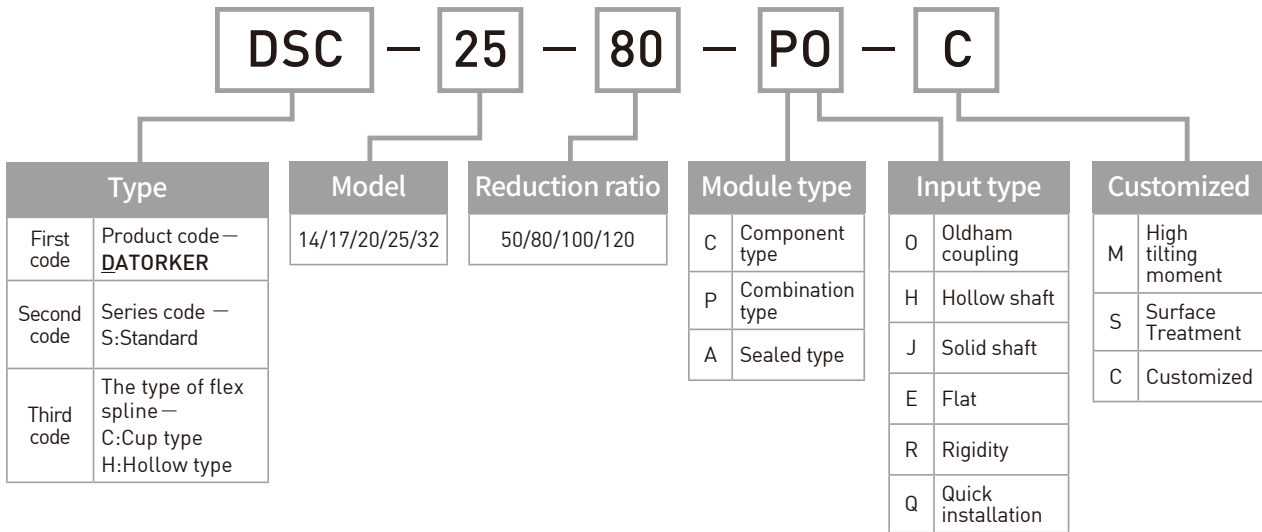 DSC — 25 — 80 — PO — C
Type
First
code
Product code—
DATORKER
Second
code
Series code —
S:Standard
Third
code
The type of flex
spline—
C:Cup type
H:Hollow type
Model
14/17/20/25/32
Reduction ratio
50/80/100/120
Module type
C
Component
type
P
Combination
type
A
Sealed type
Input type
O
Oldham
coupling
H
Hollow shaft
J
Solid shaft
E
Flat
R
Rigidity
Q
Quick
installation
Customized
M
High
tilting
moment
S
Surface
Treatment
C
Customized